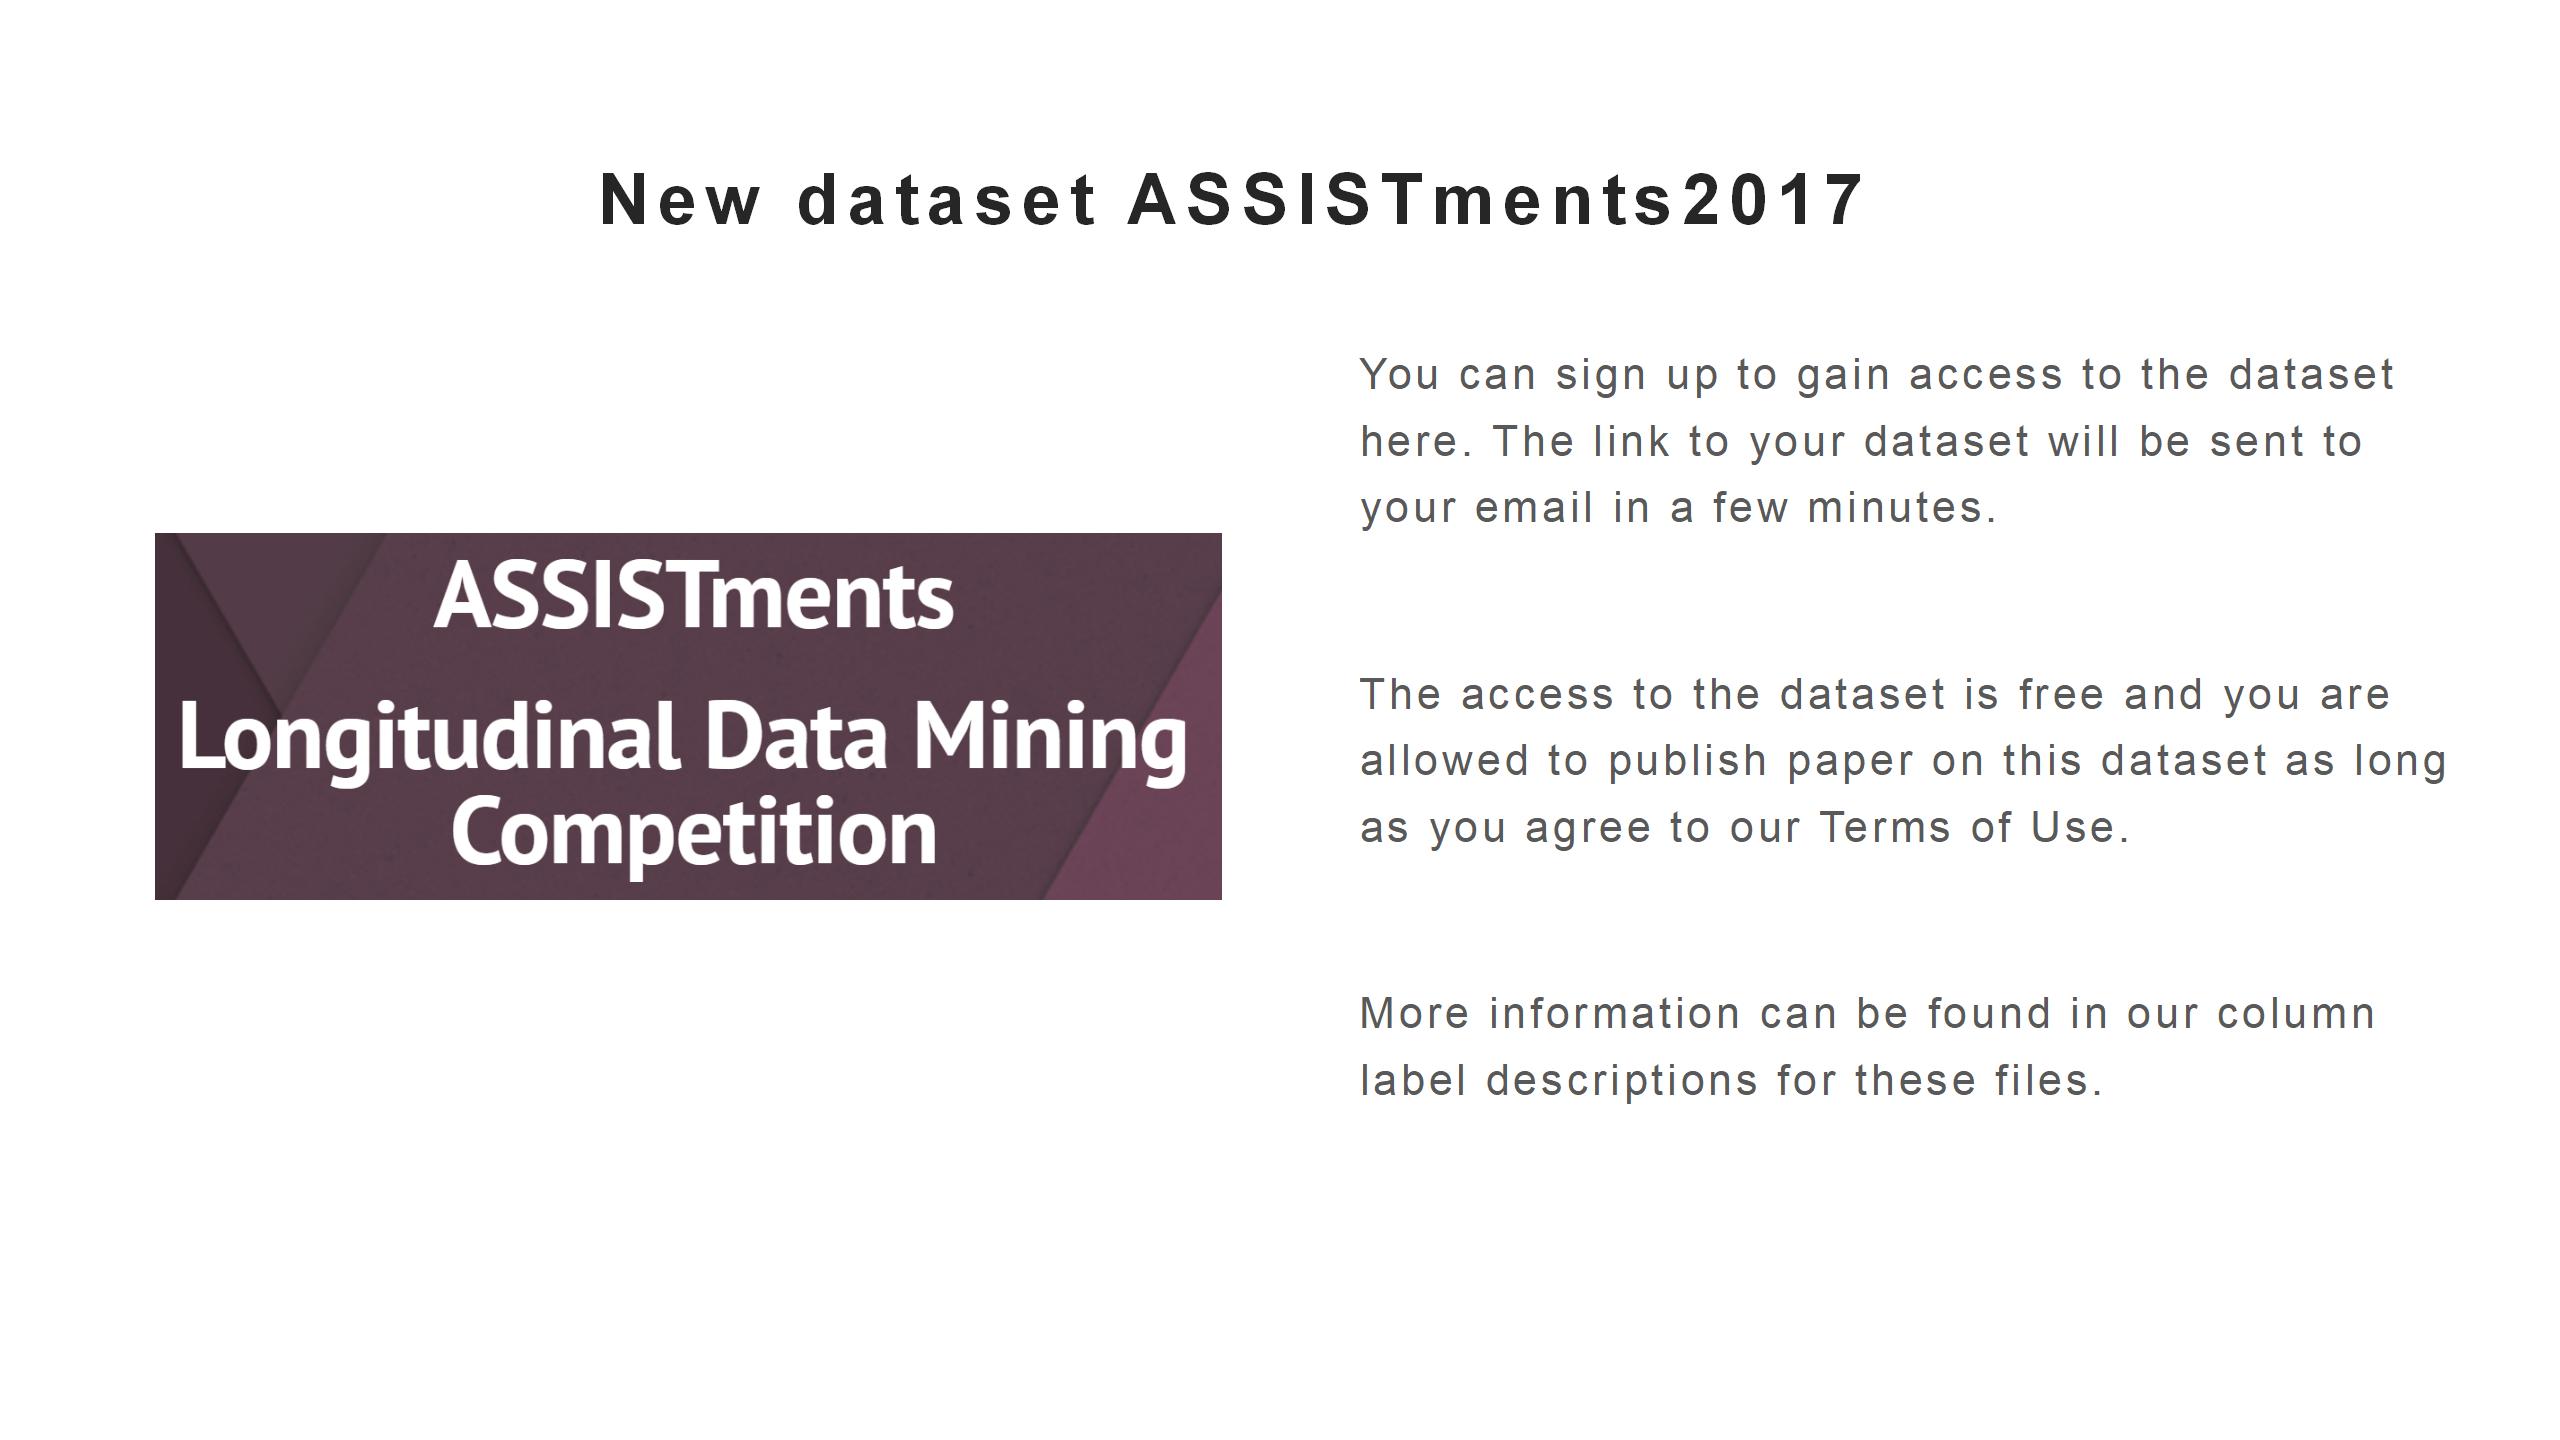 New dataset ASSISTments2017
ASSISTments
Longitudinal Data Mining
Competition
You can sign up to gain access to the dataset
here. The link to your dataset will be sent to
your email in a few minutes.
The access to the dataset is free and you are
allowed to publish paper on this dataset as long
as you agree to our Terms of Use.
More information can be found in our column
label descriptions for these files.